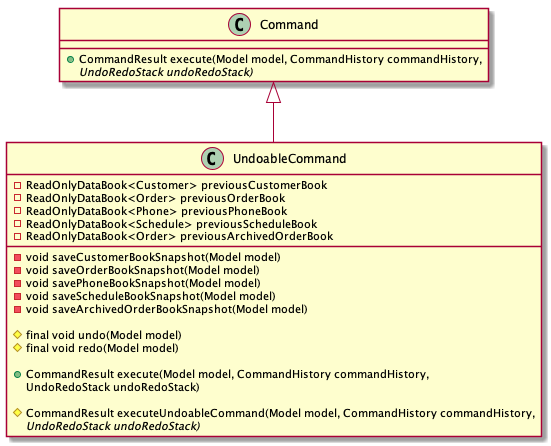 C Command
CommandResult execute(Model model, CommandHistory commandHistory,
UndoRedoStack undoRedoStack)
C UndoableCommand
ReadOnlyDataBook<Customer> previousCustomerBook
ReadOnlyDataBook<Order> previousOrderBook
ReadOnlyDataBook<Phone> previousPhoneBook
ReadOnlyDataBook<Schedule> previousScheduleBook
ReadOnlyDataBook<Order> previousArchivedOrderBook
void saveCustomerBookSnapshot(Model model)
void saveOrderBookSnapshot(Model model)
void savePhoneBookSnapshot(Model model)
void saveScheduleBookSnapshot(Model model)
void saveArchivedOrderBookSnapshot(Model model)
final void undo(Model model)
final void redo(Model model)
CommandResult execute(Model model, CommandHistory commandHistory,
UndoRedoStack undoRedoStack)
CommandResult executeUndoableCommand(Model model, CommandHistory commandHistory,
UndoRedoStack undoRedoStack)